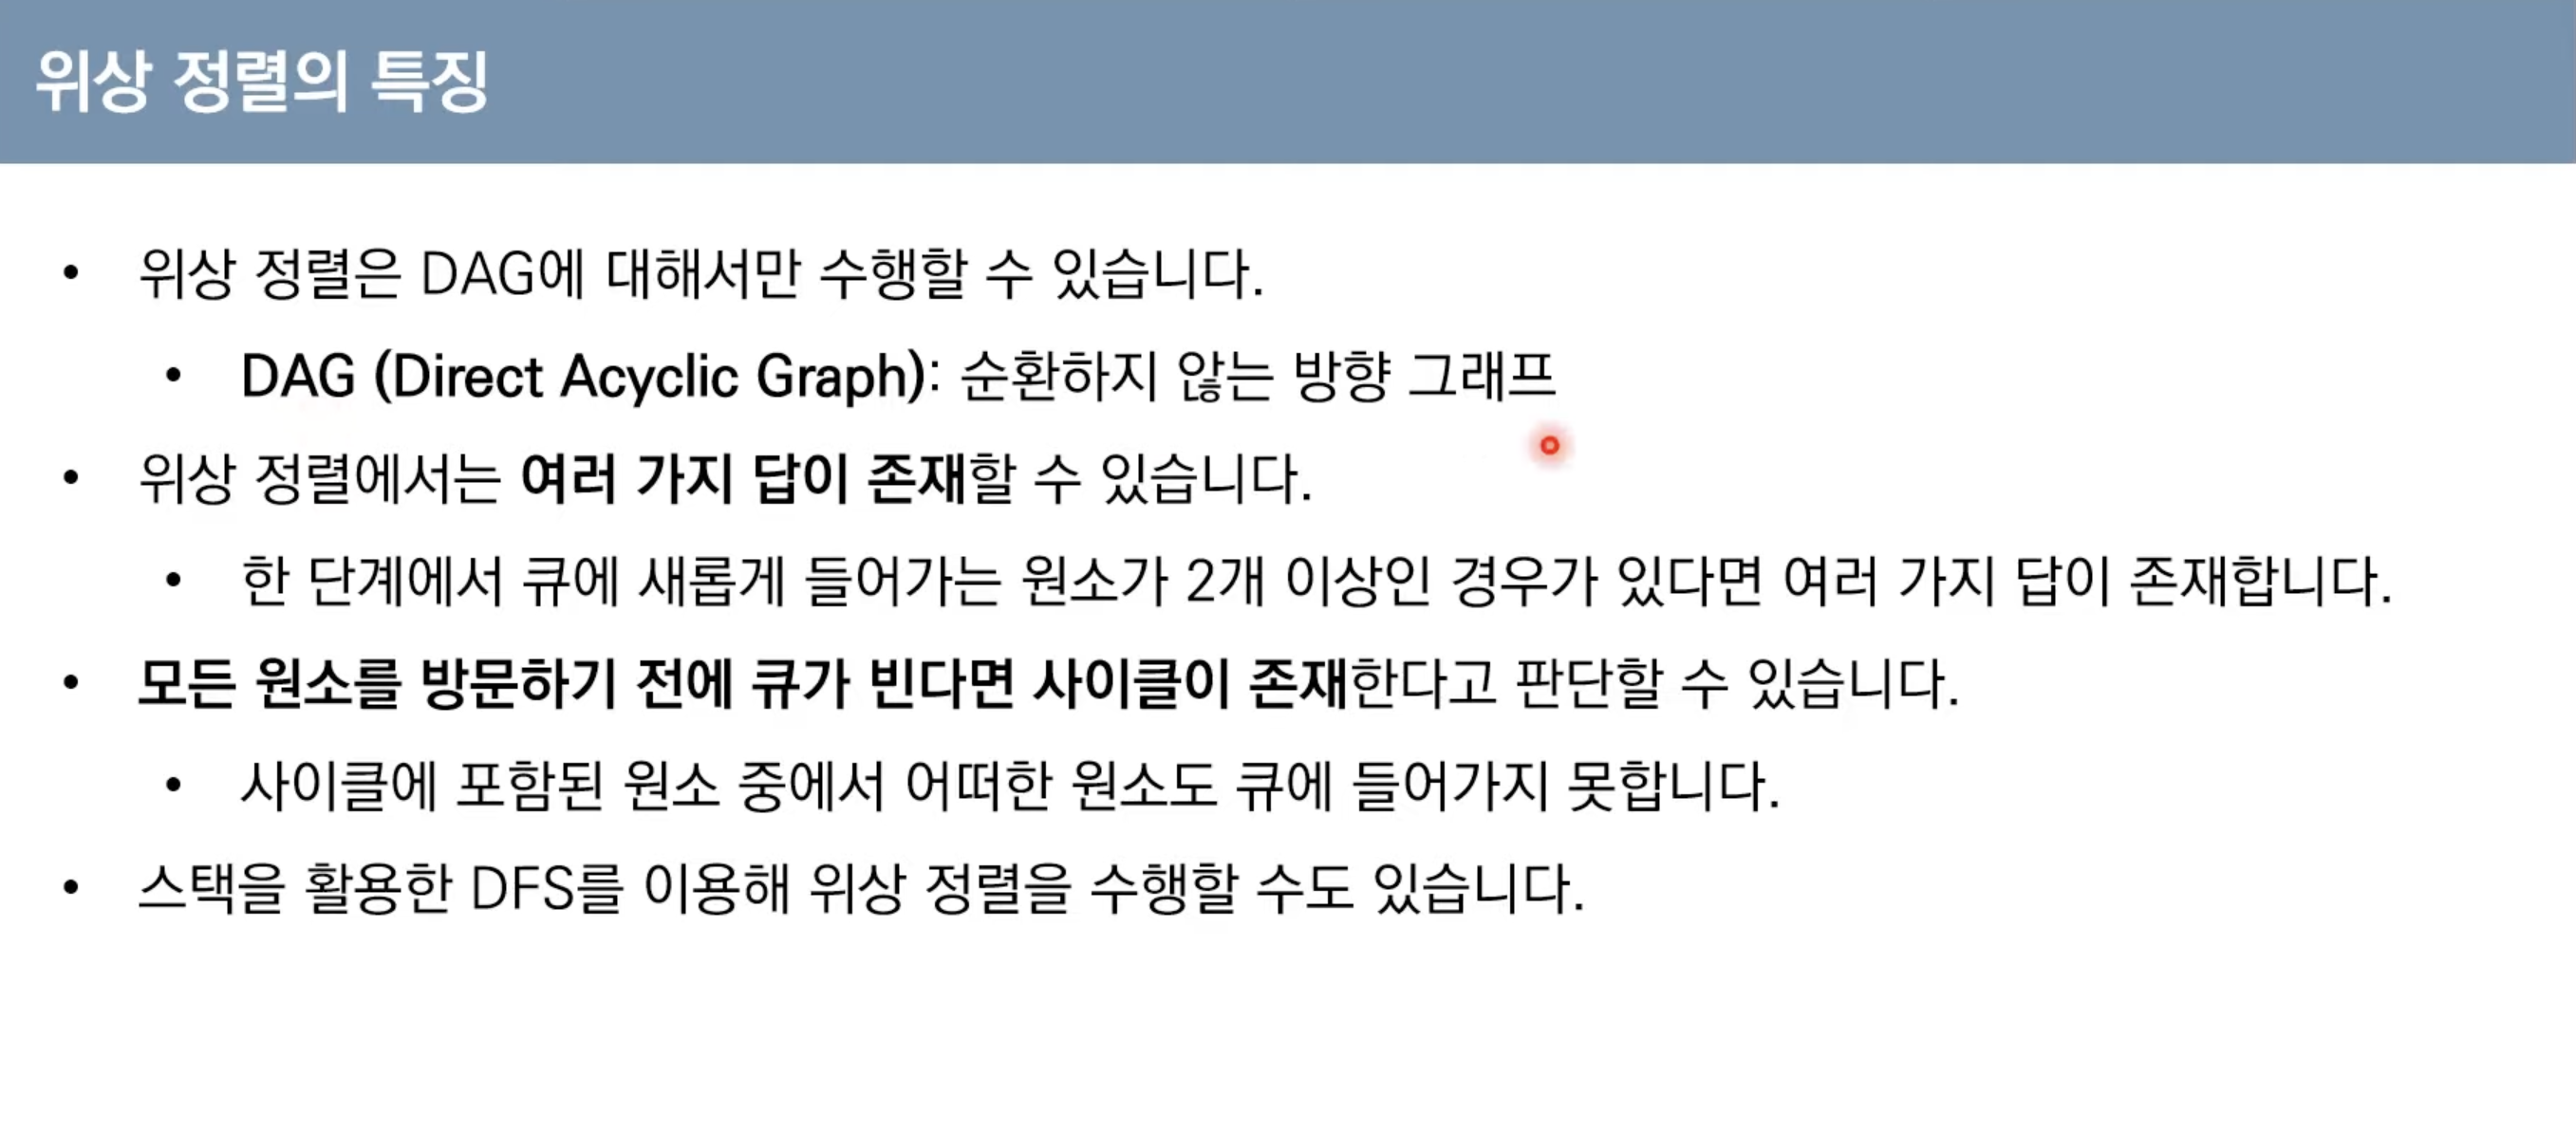 위상 정렬의 특징
• 위상 정렬은 DAG에 대해서만 수행할 수 있습니다.
• DAG (Direct Acyclic Graph): 순환하지 않는 방향 그래프
• 위상 정렬에서는 여러 가지 답이 존재할 수 있습니다.
• 한 단계에서 큐에 새롭게 들어가는 원소가 2개 이상인 경우가 있다면 여러 가지 답이 존재합니다.
• 모든 원소를 방문하기 전에 큐가 빈다면 사이클이 존재한다고 판단할 수 있습니다.
• 사이클에 포함된 원소 중에서 어떠한 원소도 큐에 들어가지 못합니다.
• 스택을 활용한 DFS를 이용해 위상 정렬을 수행할 수도 있습니다.